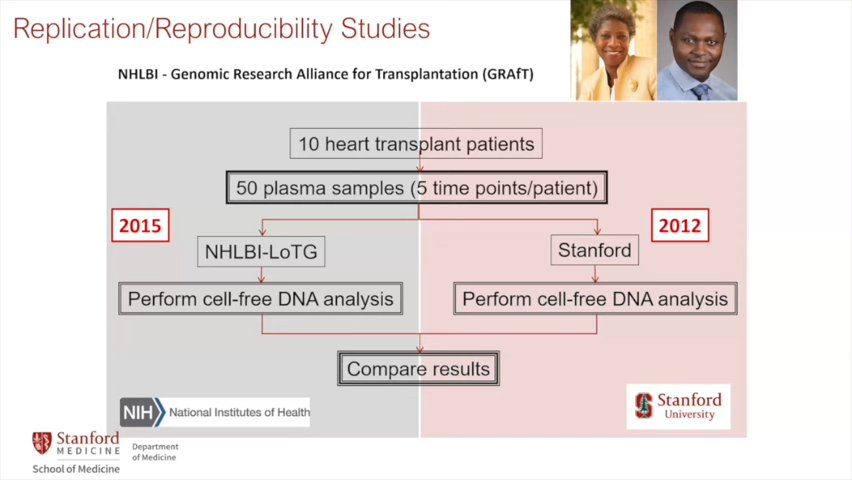 Replication/Reproducibility Studies
NHLBI - Genomic Research Alliance for Transplantation (GRAfT)
10 heart transplant patients
50 plasma samples (5 time points/patient)
2015
2012
NHLBI-LoTG
Stanford
Perform cell-free DNA analysis
Perform cell-free DNA analysis
Compare results
NIH National Institutes of Health
Stanford
University
Stanford
MEDICINE
School of Medicine
Department
of Medicine